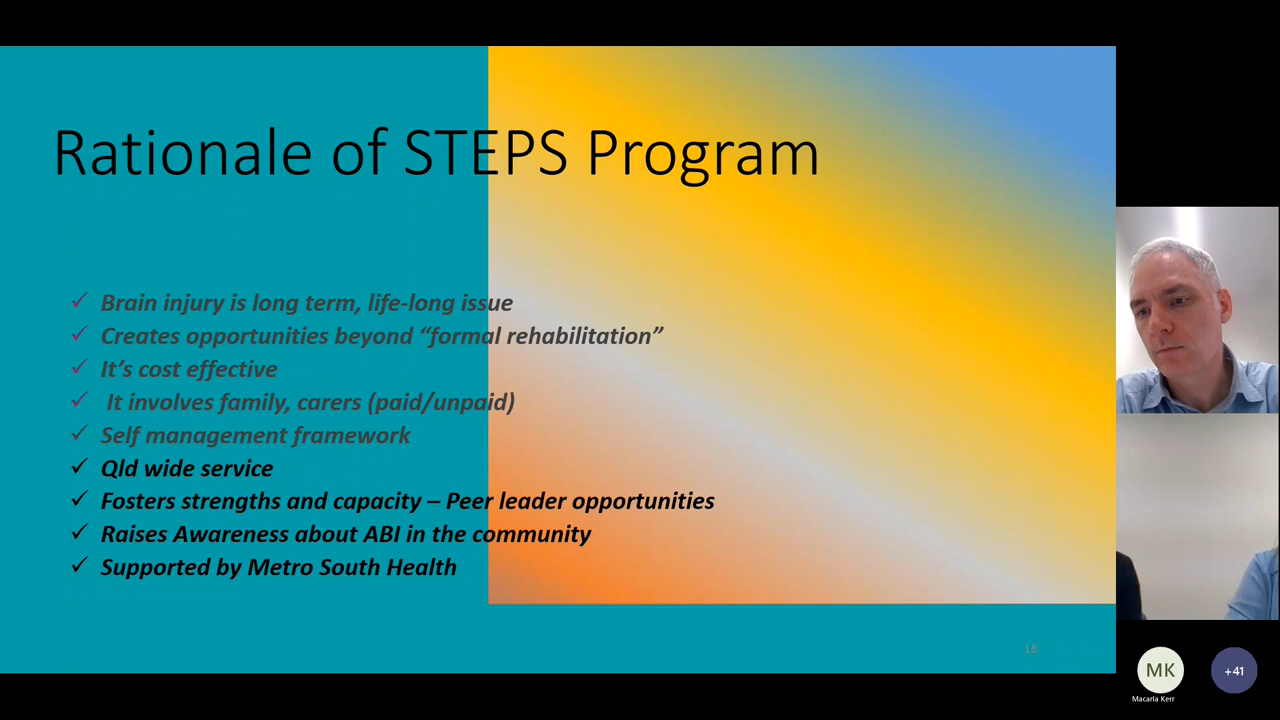 Rationale of STEPS Program
✓ Brain injury is long term, life-long issue
✓ Creates opportunities beyond “formal rehabilitation”
✓ It’s cost effective
✓ It involves family, carers (paid/unpaid)
✓ Self management framework
✓ Qld wide service
✓ Fosters strengths and capacity – Peer leader opportunities
✓ Raises Awareness about ABI in the community
✓ Supported by Metro South Health
18
MK
+41
Macarla Kerr